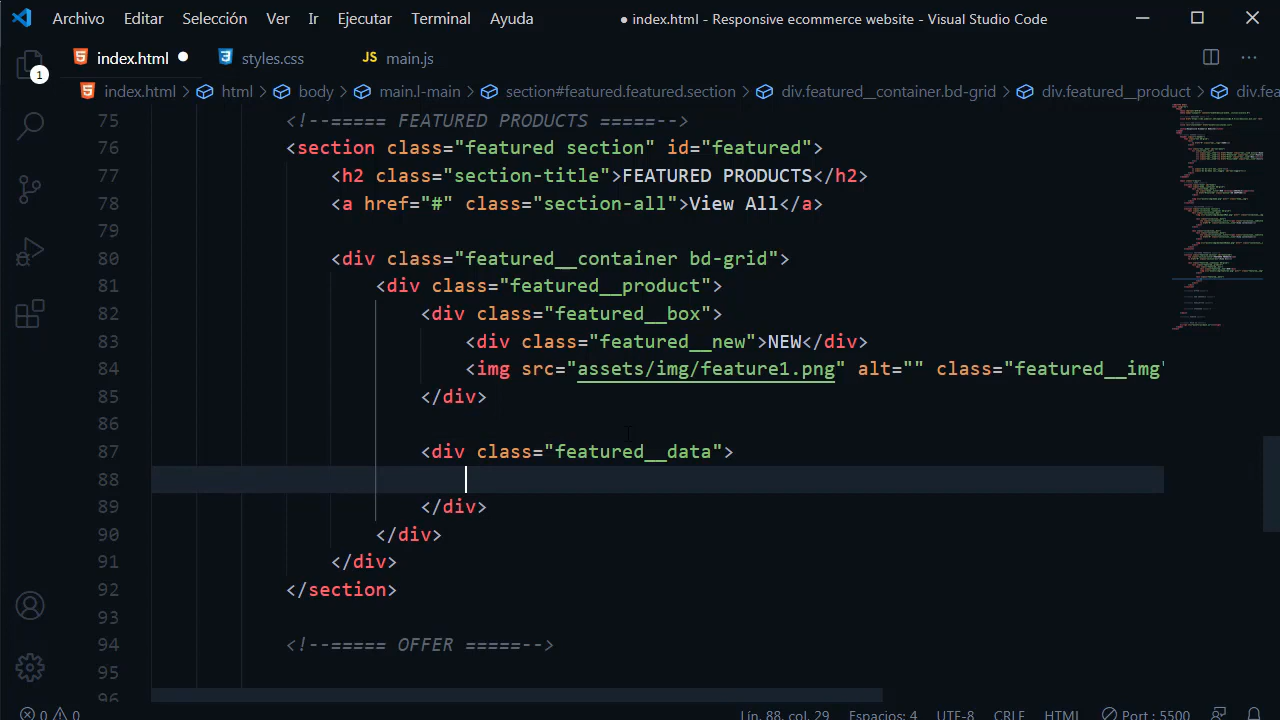 Archivo Editar Selección Ver Ir Ejecutar Terminal Ayuda ● index.html - Responsive ecommerce website - Visual Studio Code
index.html styles.css JS main.js
1
index.html > html > body > main.l-main > section#featured.featured.section > div.featured__container.bd-grid > div.featured__product > div.fea
75 <!--===== FEATURED PRODUCTS =====-->
76 <section class="featured section" id="featured">
77 <h2 class="section-title">FEATURED PRODUCTS</h2>
78 <a href="#" class="section-all">View All</a>
79
80 <div class="featured__container bd-grid">
81 <div class="featured__product">
82 <div class="featured__box">
83 <div class="featured__new">NEW</div>
84 <img src="assets/img/feature1.png" alt="" class="featured__img"
85 </div>
86
87 <div class="featured__data">
88
89 </div>
90 </div>
91 </div>
92 </section>
93
94 <!--===== OFFER =====-->
95
96
0 0 Lín. 88, col. 29 Espacios: 4 UTF-8 CRLF HTML Port : 5500